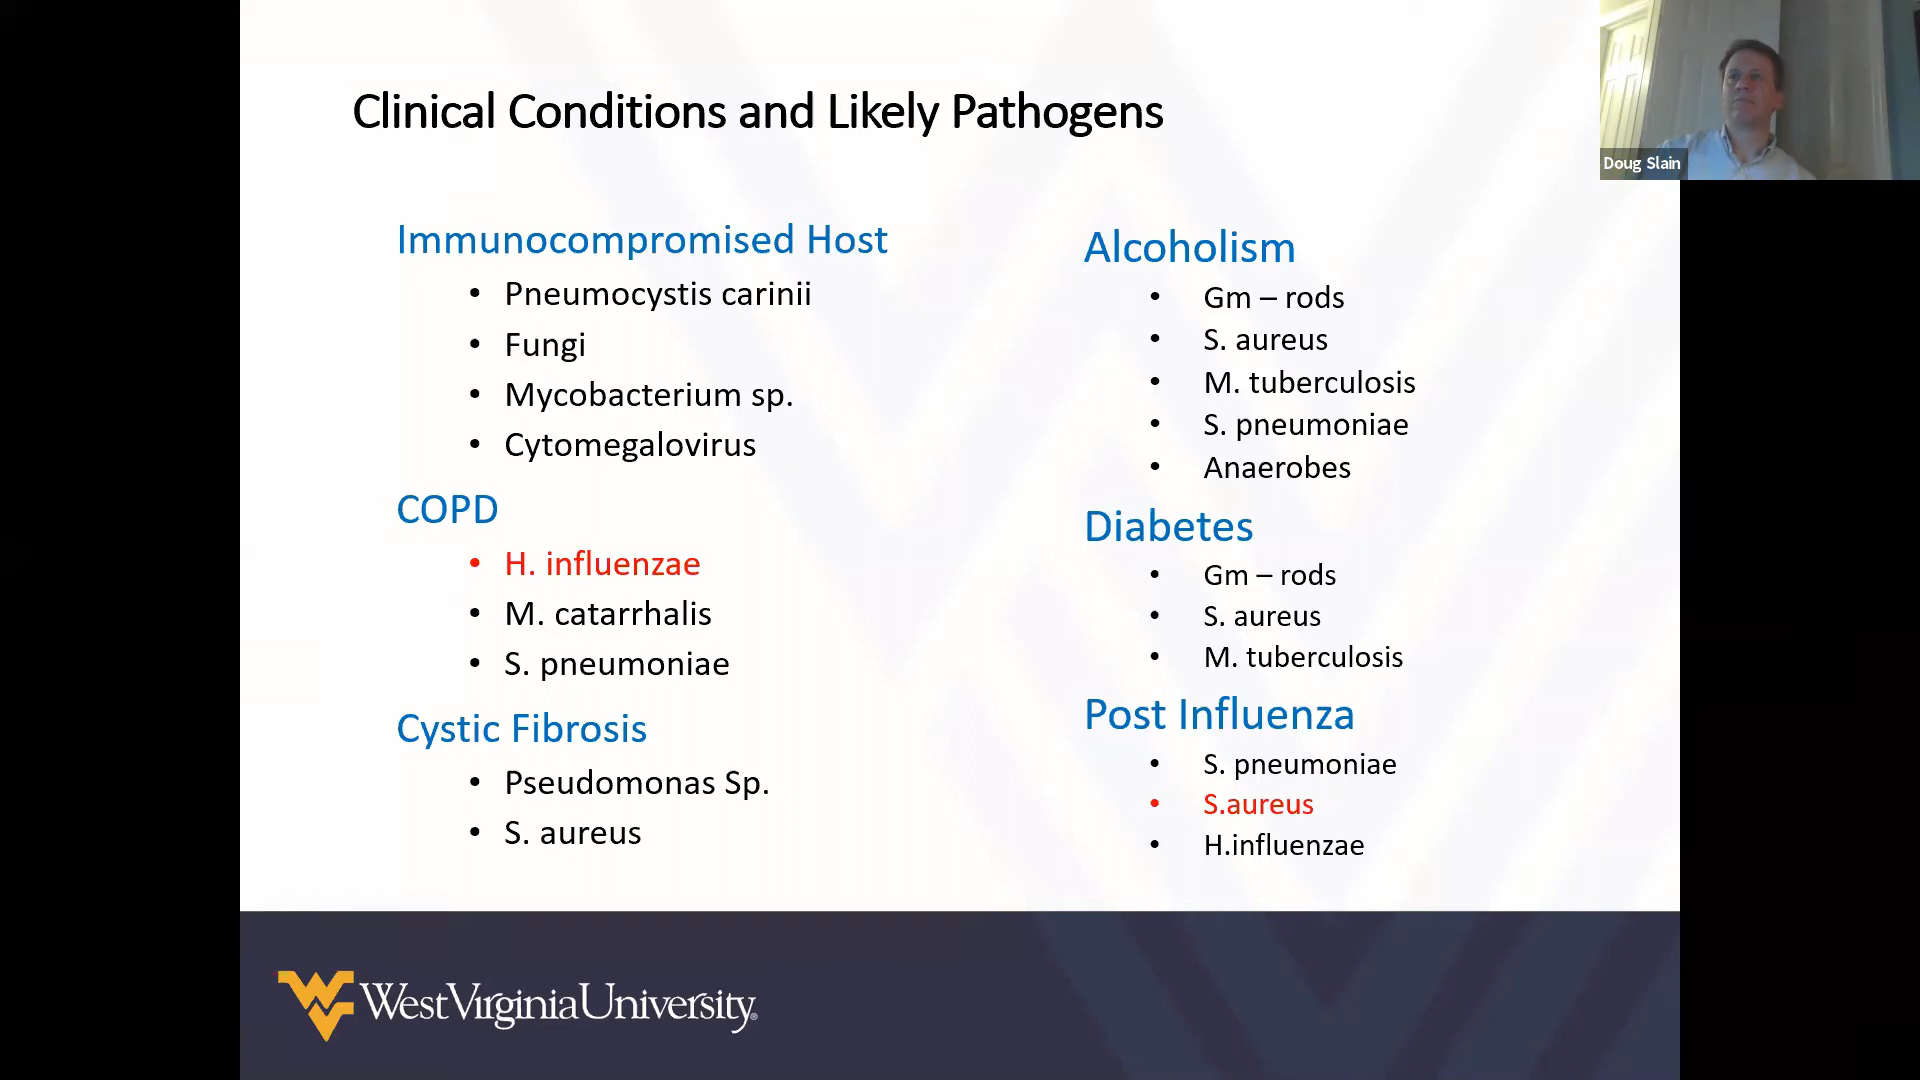 Clinical Conditions and Likely Pathogens
Immunocompromised Host
• Pneumocystis carinii
• Fungi
• Mycobacterium sp.
• Cytomegalovirus
COPD
• H. influenzae
• M. catarrhalis
• S. pneumoniae
Cystic Fibrosis
• Pseudomonas Sp.
• S. aureus
Alcoholism
• Gm – rods
• S. aureus
• M. tuberculosis
• S. pneumoniae
• Anaerobes
Diabetes
• Gm – rods
• S. aureus
• M. tuberculosis
Post Influenza
• S. pneumoniae
• S.aureus
• H.influenzae
Doug Slain
WestVirginiaUniversity®